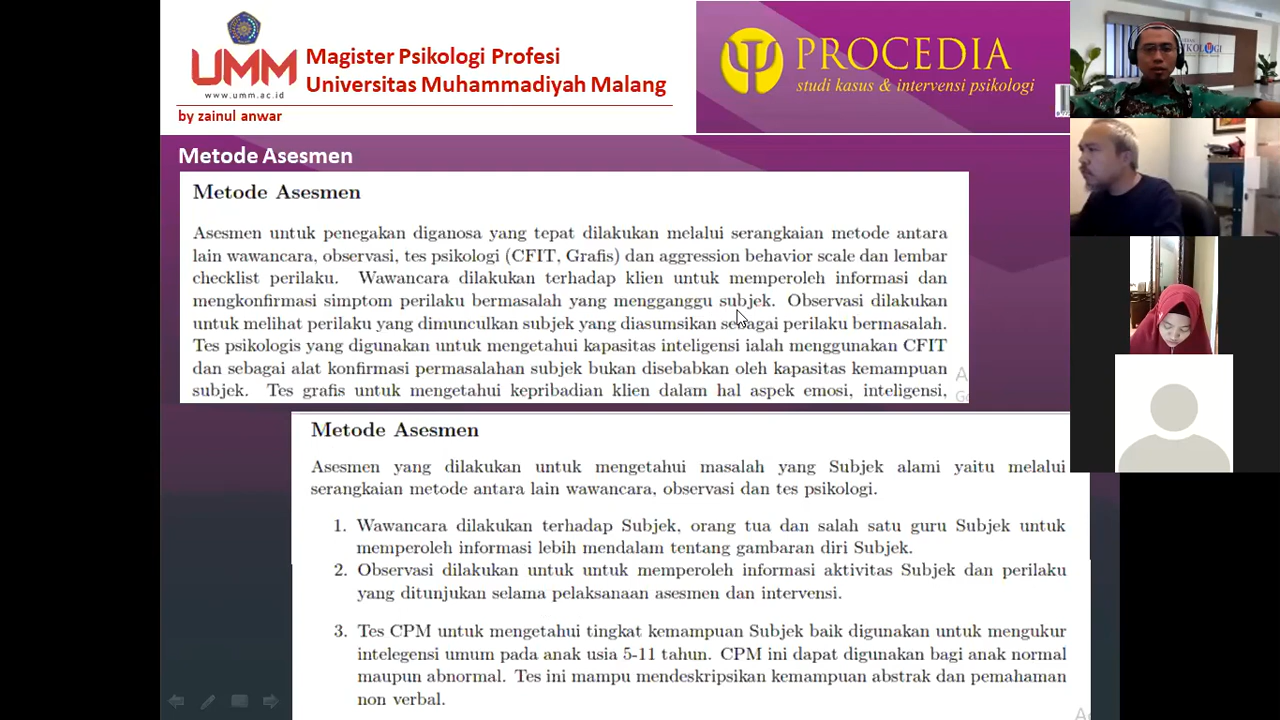 UMM
www.umm.ac.id
Magister Psikologi Profesi
Universitas Muhammadiyah Malang
by zainul anwar
PROCEDIA
studi kasus & intervensi psikologi
Metode Asesmen
Metode Asesmen
Asesmen untuk penegakan diganosa yang tepat dilakukan melalui serangkaian metode antara
lain wawancara, observasi, tes psikologi (CFIT, Grafis) dan aggression behavior scale dan lembar
checklist perilaku. Wawancara dilakukan terhadap klien untuk memperoleh informasi dan
mengkonfirmasi simptom perilaku bermasalah yang mengganggu subjek. Observasi dilakukan
untuk melihat perilaku yang dimunculkan subjek yang diasumsikan sebagai perilaku bermasalah.
Tes psikologis yang digunakan untuk mengetahui kapasitas inteligensi ialah menggunakan CFIT
dan sebagai alat konfirmasi permasalahan subjek bukan disebabkan oleh kapasitas kemampuan
subjek. Tes grafis untuk mengetahui kepribadian klien dalam hal aspek emosi, inteligensi,
Metode Asesmen
Asesmen yang dilakukan untuk mengetahui masalah yang Subjek alami yaitu melalui
serangkaian metode antara lain wawancara, observasi dan tes psikologi.
1. Wawancara dilakukan terhadap Subjek, orang tua dan salah satu guru Subjek untuk
memperoleh informasi lebih mendalam tentang gambaran diri Subjek.
2. Observasi dilakukan untuk untuk memperoleh informasi aktivitas Subjek dan perilaku
yang ditunjukan selama pelaksanaan asesmen dan intervensi.
3. Tes CPM untuk mengetahui tingkat kemampuan Subjek baik digunakan untuk mengukur
intelegensi umum pada anak usia 5-11 tahun. CPM ini dapat digunakan bagi anak normal
maupun abnormal. Tes ini mampu mendeskripsikan kemampuan abstrak dan pemahaman
non verbal.